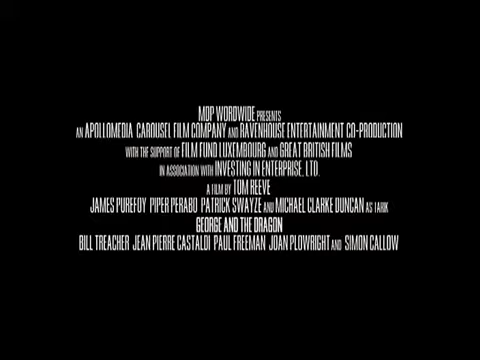 MDP WORDWIDE PRESENTS
AN APOLLOMEDIA CAROUSEL FILM COMPANY AND RAVENHOUSE ENTERTAINMENT CO-PRODUCTION
WITH THE SUPPORT OF FILM FUND LUXEMBOURG AND GREAT BRITISH FILMS
IN ASSOCIATION WITH INVESTING IN ENTERPRISE, LTD.
A FILM BY TOM REEVE
JAMES PUREFOY PIPER PERABO PATRICK SWAYZE AND MICHAEL CLARKE DUNCAN AS TARIK
GEORGE AND THE DRAGON
BILL TREACHER JEAN PIERRE CASTALDI PAUL FREEMAN JOAN PLOWRIGHT AND SIMON CALLOW